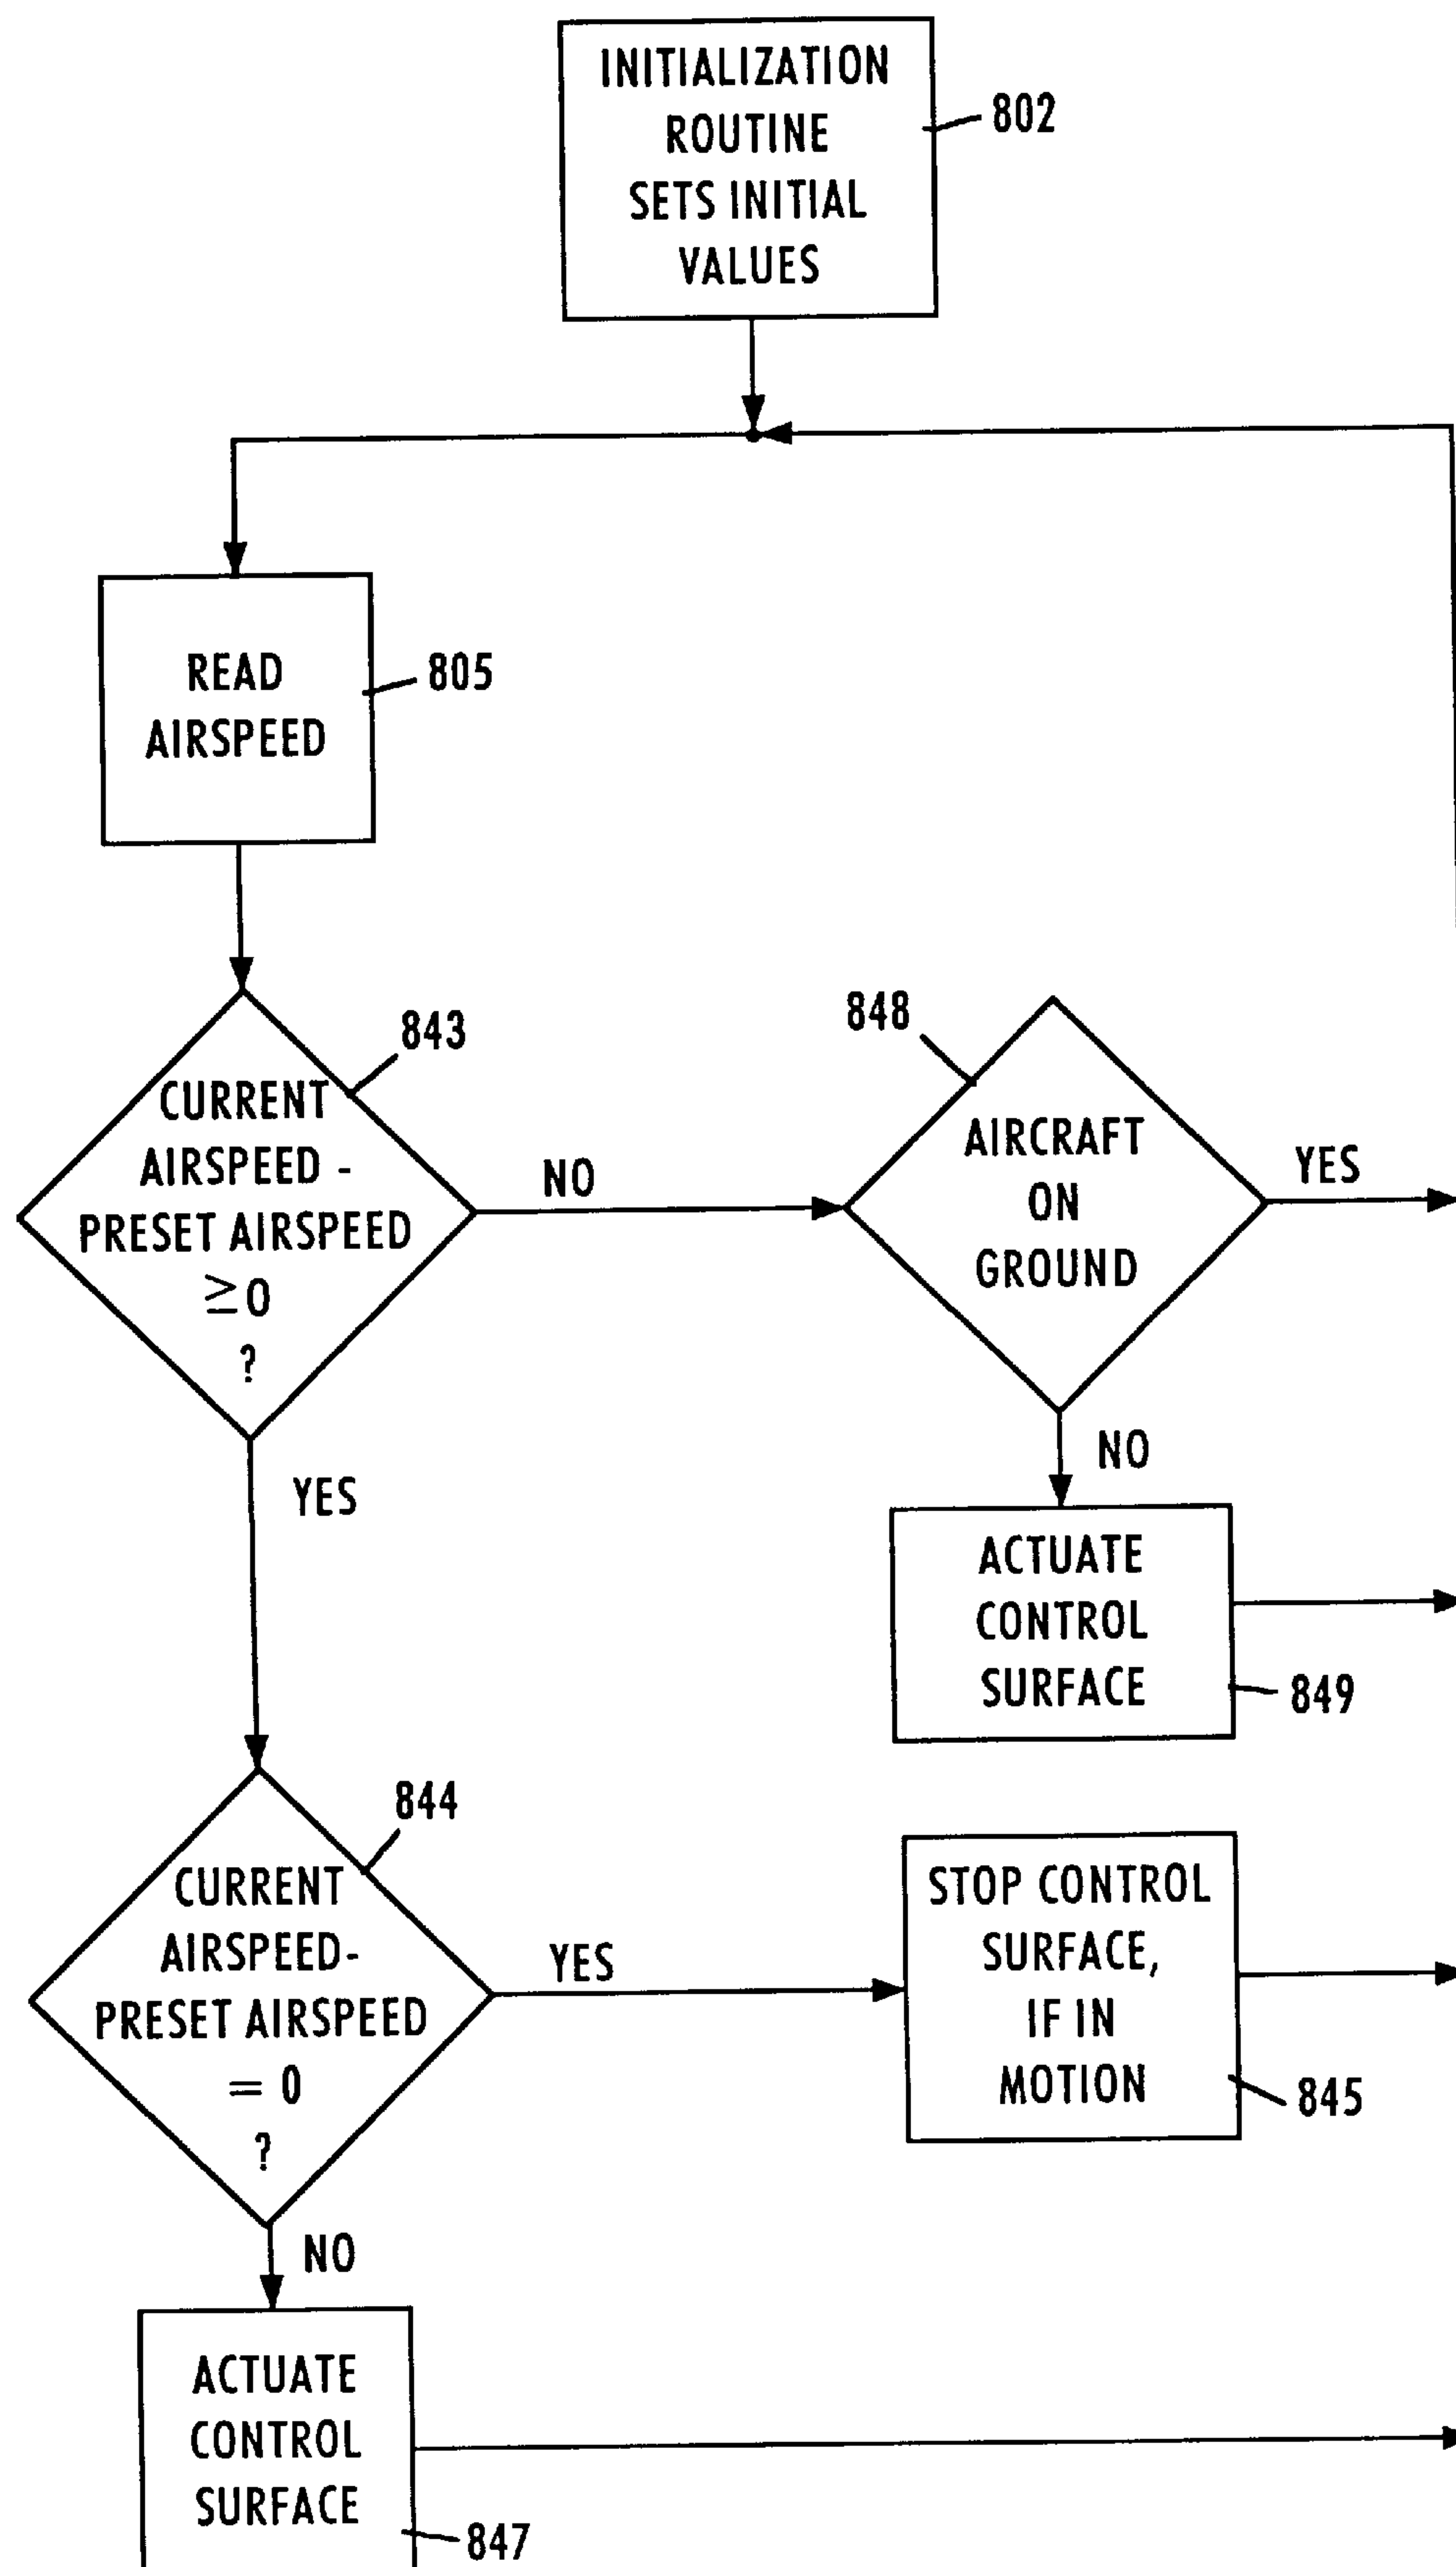 INITIALIZATION
ROUTINE
SETS INITIAL
VALUES
802
READ
AIRSPEED
805
843
CURRENT
AIRSPEED -
PRESET AIRSPEED
≥0
?
NO
848
AIRCRAFT
ON
GROUND
YES
NO
YES
ACTUATE
CONTROL
SURFACE
849
844
CURRENT
AIRSPEED-
PRESET AIRSPEED
= 0
?
YES
STOP CONTROL
SURFACE,
IF IN
MOTION
845
NO
ACTUATE
CONTROL
SURFACE
847